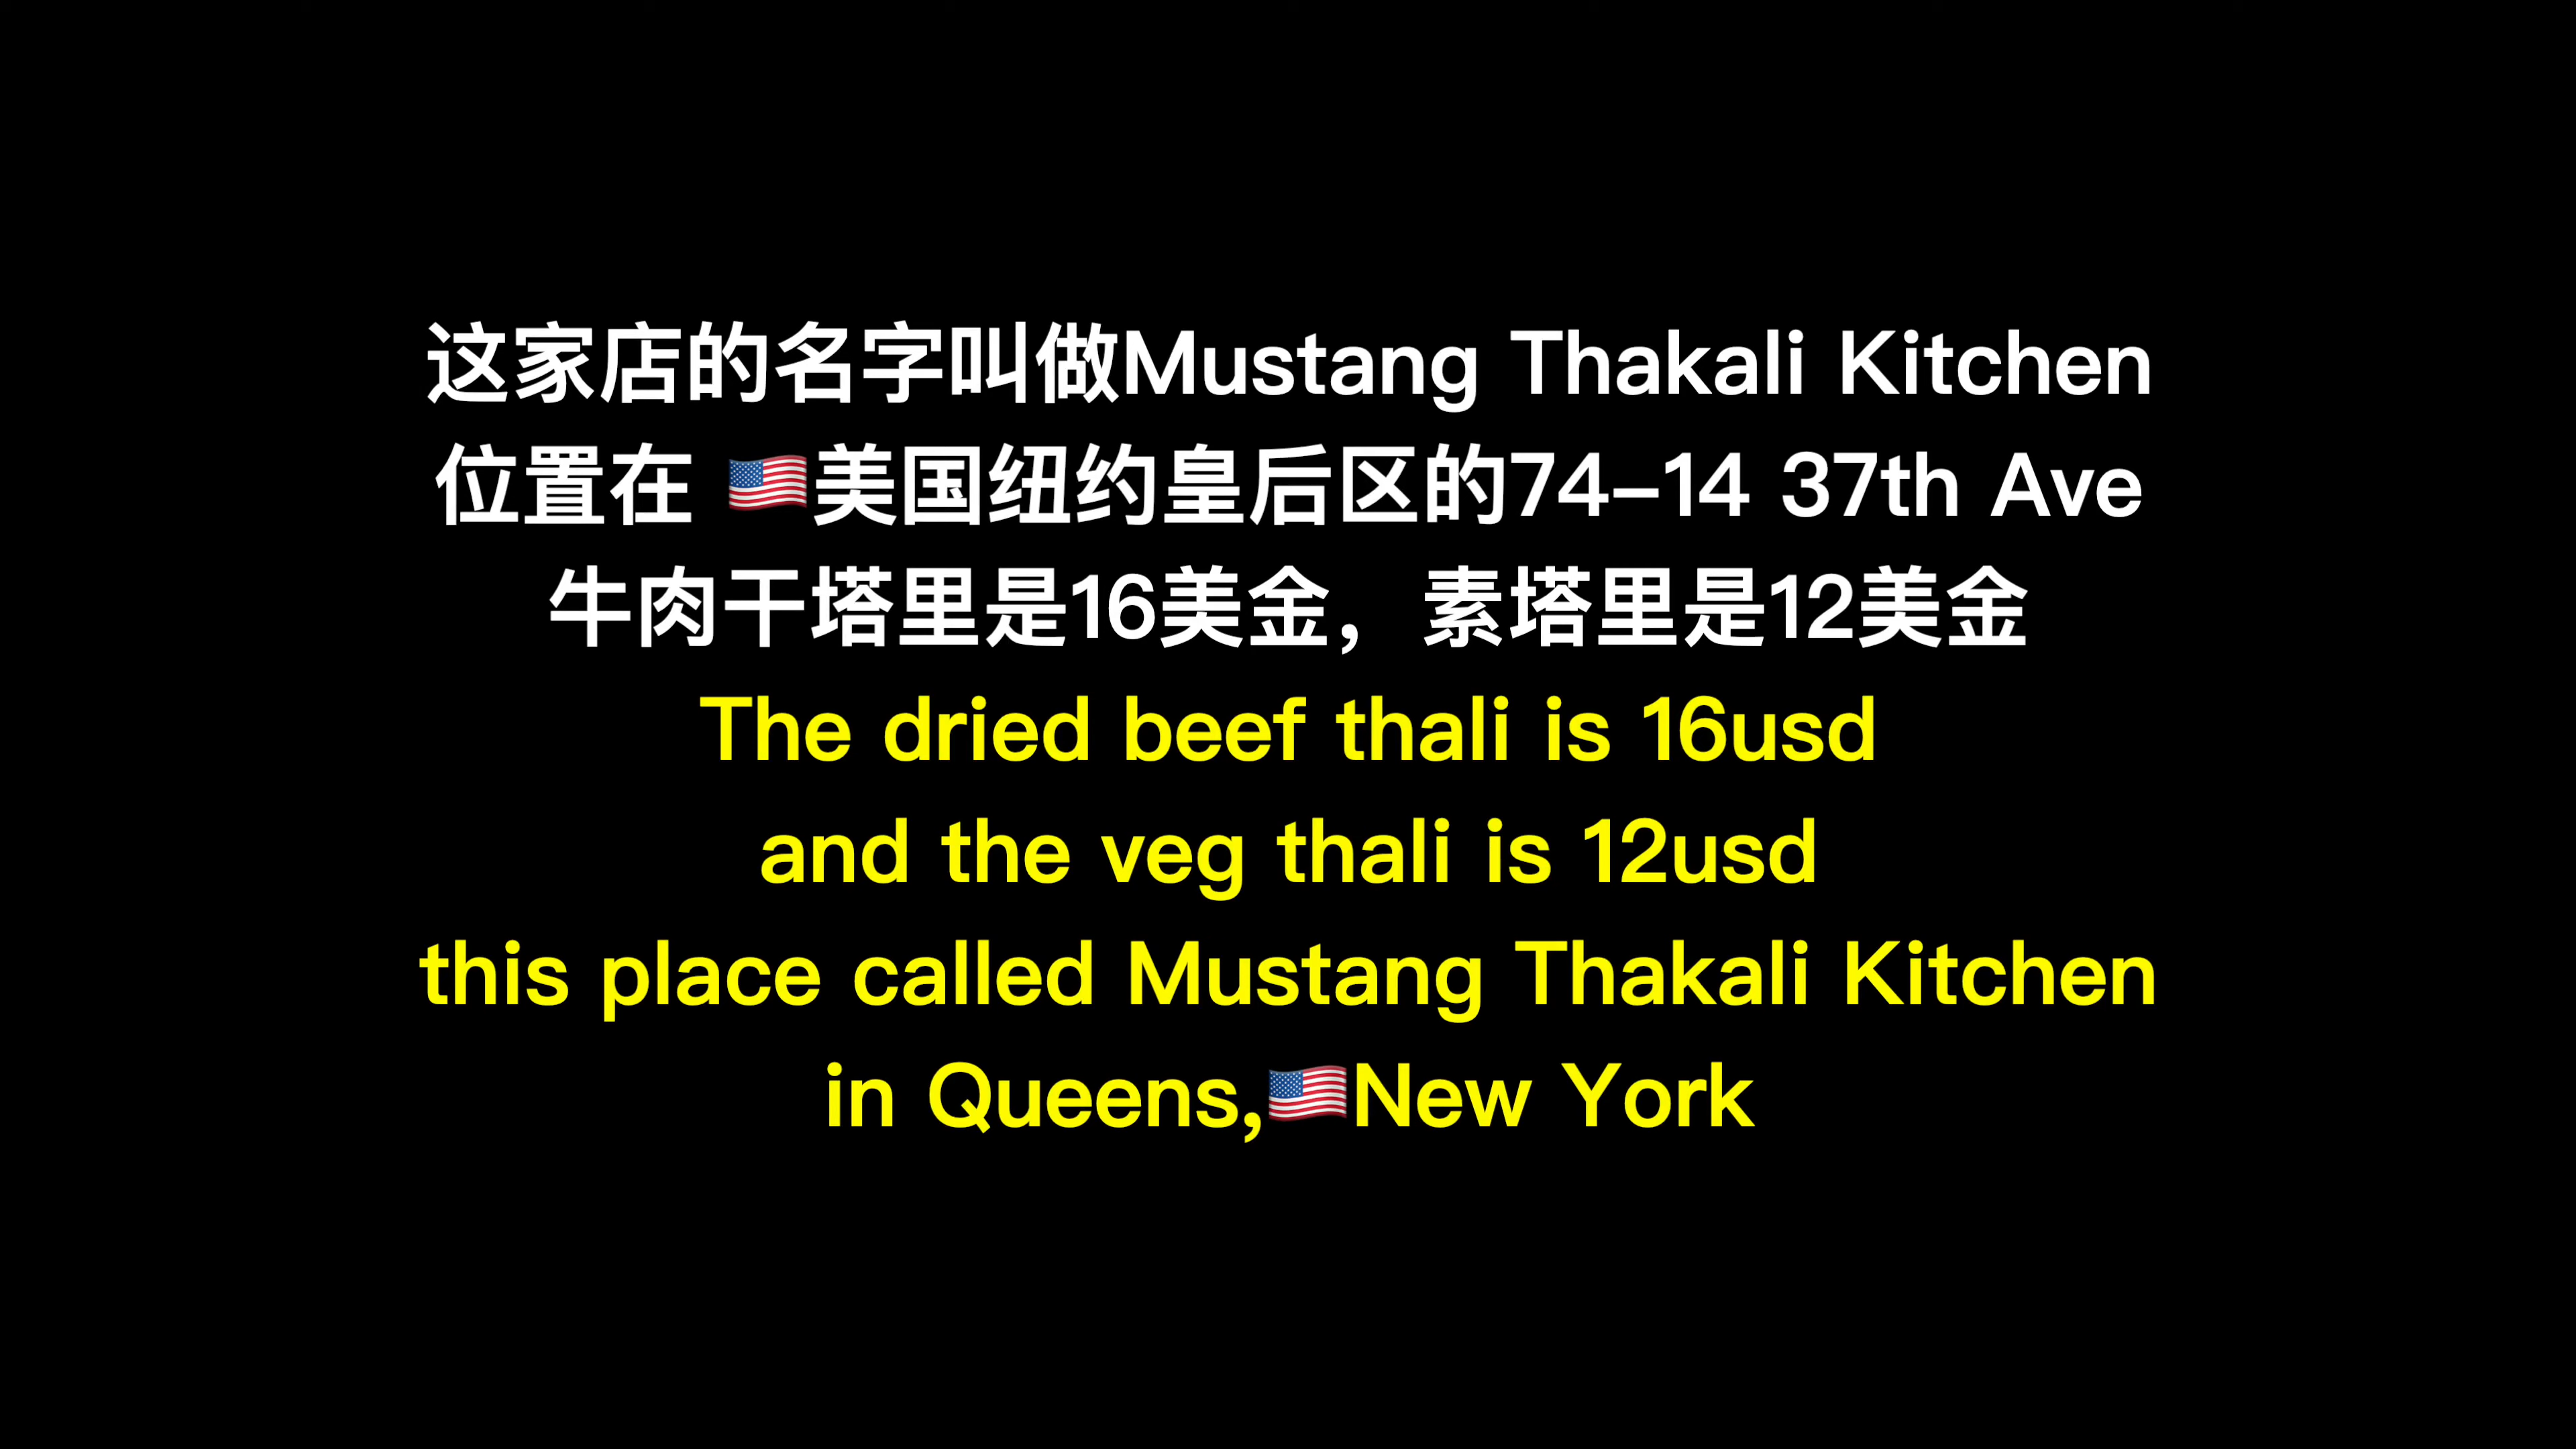 这家店的名字叫做Mustang Thakali Kitchen
位置在 🇺🇸美国纽约皇后区的74-14 37th Ave
牛肉干塔里是16美金，素塔里是12美金
The dried beef thali is 16usd
and the veg thali is 12usd
this place called Mustang Thakali Kitchen
in Queens,🇺🇸New York